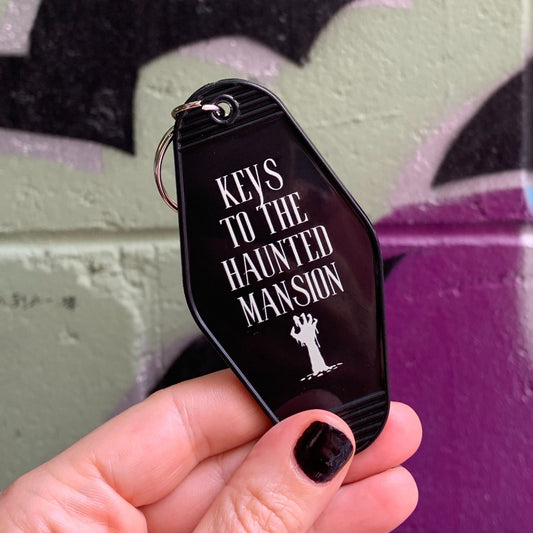 KEYS
TO THE
HAUNTED
MANSION